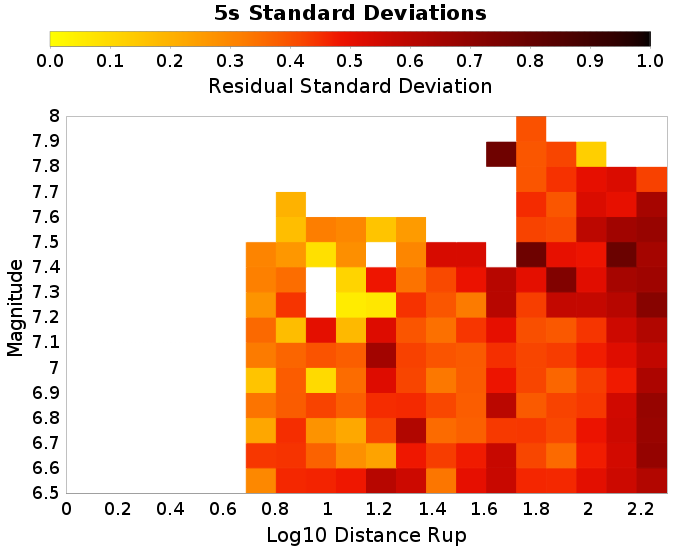 5s Standard Deviations
0.0 0.1 0.2 0.3 0.4 0.5 0.6 0.7 0.8 0.9 1.0
Residual Standard Deviation
8
7.9
7.8
7.7
7.6
7.5
7.4
7.3
7.2
7.1
7
6.9
6.8
6.7
6.6
6.5
Magnitude
0 0.2 0.4 0.6 0.8 1 1.2 1.4 1.6 1.8 2 2.2
Log10 Distance Rup